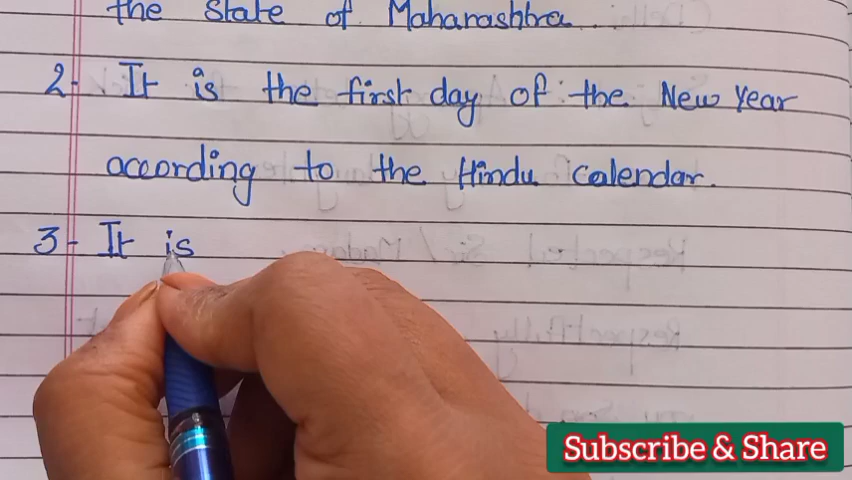 the state of Maharashtra
2- It is the first day of the New Year
according to the Hindu calendar.
3- It is
Subscribe & Share